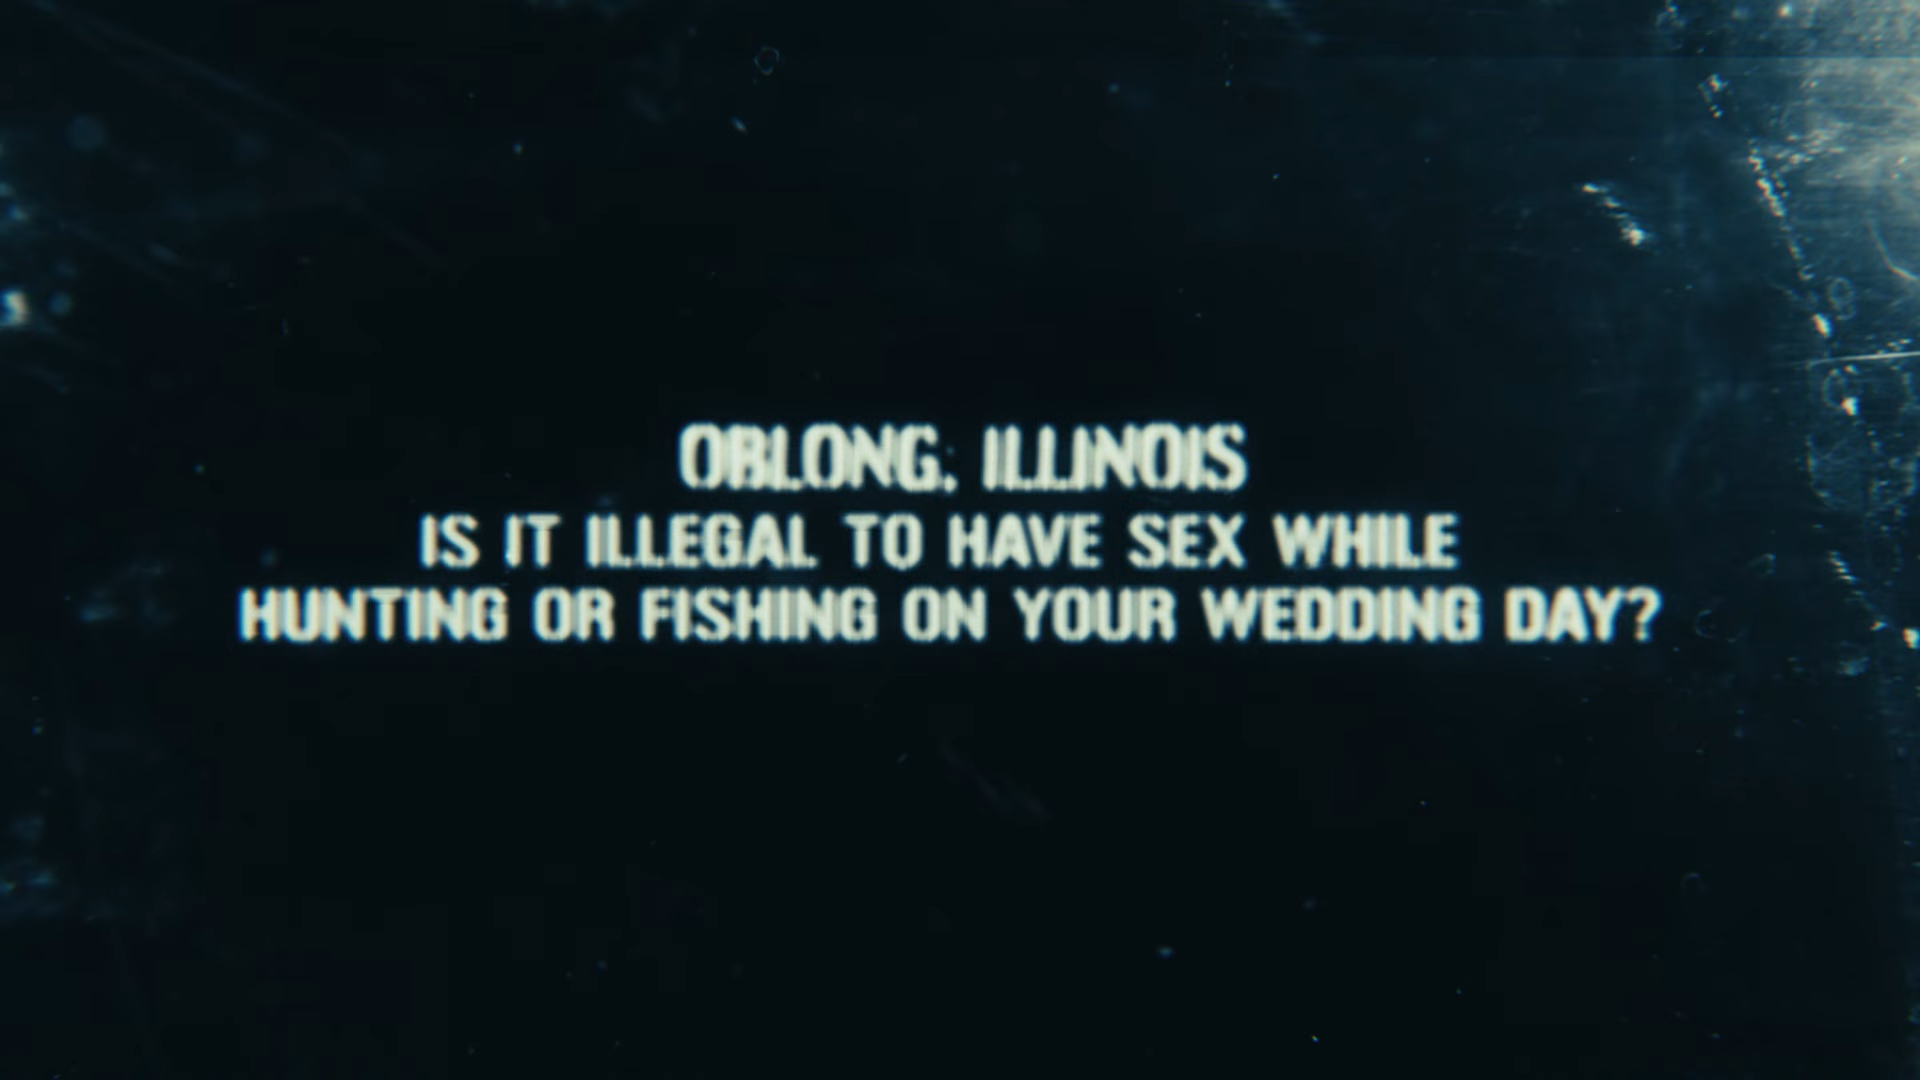 OBLONG, ILLINOIS
IS IT ILLEGAL TO HAVE SEX WHILE
HUNTING OR FISHING ON YOUR WEDDING DAY?